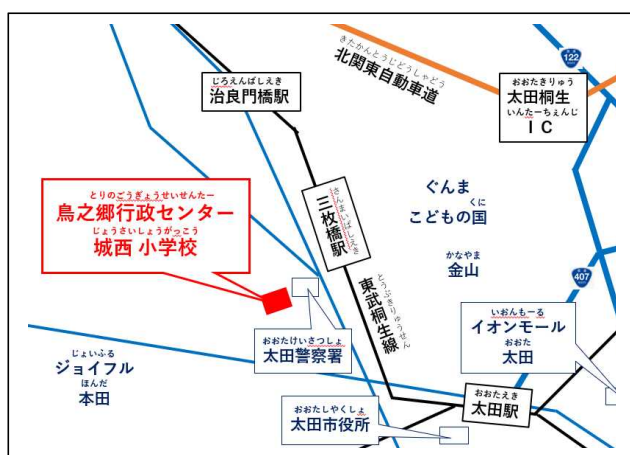 きたかんとうじどうしゃどう
北関東自動車道
122
じろえんばしえき
治良門橋駅
おおたきりゅう
太田桐生
いんたーちぇんじ
IC
とりのごうぎょうせいせんたー
鳥之郷行政センター
じょうさいしょうがっこう
城西小学校
さんまいばしえき
三枚橋駅
ぐんま
くに
こどもの国
かなやま
金山
407
とうぶきりゅうせん
東武桐生線
おおたけいさつしょ
太田警察署
いおんもーる
イオンモール
おおた
太田
じょいふる
ジョイフル
ほんだ
本田
おおたえき
太田駅
おおたしやくしょ
太田市役所